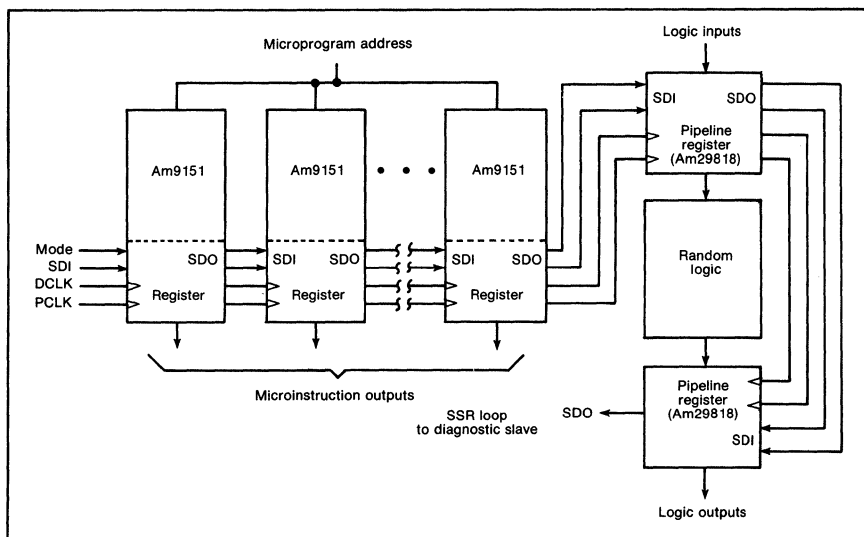 Microprogram address
Logic inputs
Am9151
Am9151
Am9151
Mode
SDI
DCLK
PCLK
SDO
Register
SDI
SDO
Register
SDI
SDO
Register
SDI
SDO
Pipeline
register
(Am29818)
Random
logic
Microinstruction outputs
SSR loop
to diagnostic slave
SDO
Pipeline
register
(Am29818)
SDI
Logic outputs